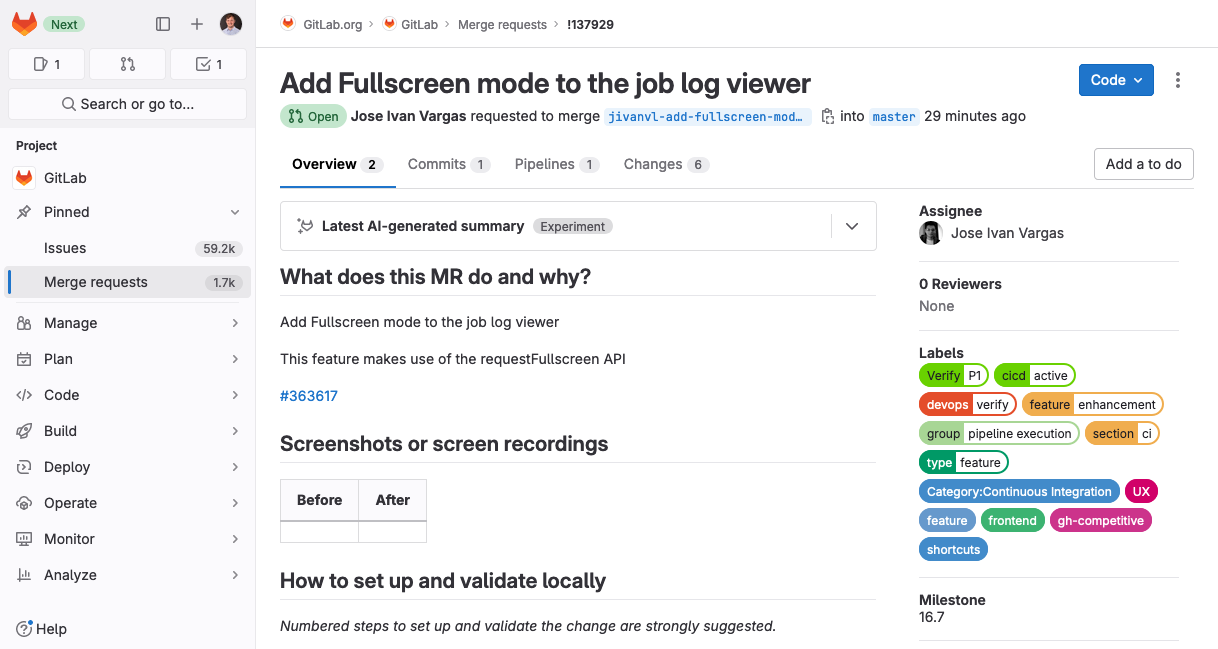 Next
GitLab.org › GitLab › Merge requests › !137929
1
1
Search or go to...
Project
GitLab
Pinned
Issues 59.2k
Merge requests 1.7k
Manage
Plan
Code
Build
Deploy
Operate
Monitor
Analyze
Help
Add Fullscreen mode to the job log viewer
Code
Open Jose Ivan Vargas requested to merge jivanvl-add-fullscreen-mod… into master 29 minutes ago
Overview 2 Commits 1 Pipelines 1 Changes 6
Add a to do
Latest AI-generated summary Experiment
What does this MR do and why?
Add Fullscreen mode to the job log viewer
This feature makes use of the requestFullscreen API
#363617
Screenshots or screen recordings
Before After
How to set up and validate locally
Numbered steps to set up and validate the change are strongly suggested.
Assignee
Jose Ivan Vargas
0 Reviewers
None
Labels
Verify P1 cicd active
devops verify feature enhancement
group pipeline execution section ci
type feature
Category:Continuous Integration UX
feature frontend gh-competitive
shortcuts
Milestone
16.7